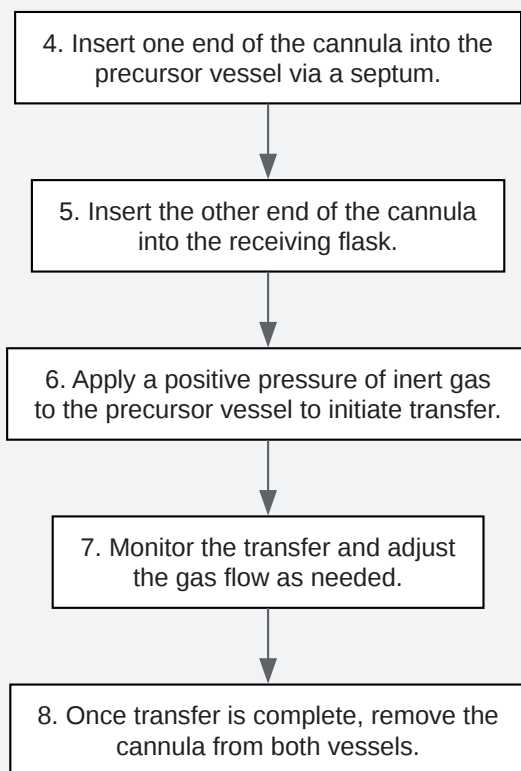 4. Insert one end of the cannula into the
precursor vessel via a septum.
5. Insert the other end of the cannula
into the receiving flask.
6. Apply a positive pressure of inert gas
to the precursor vessel to initiate transfer.
7. Monitor the transfer and adjust
the gas flow as needed.
8. Once transfer is complete, remove the
cannula from both vessels.